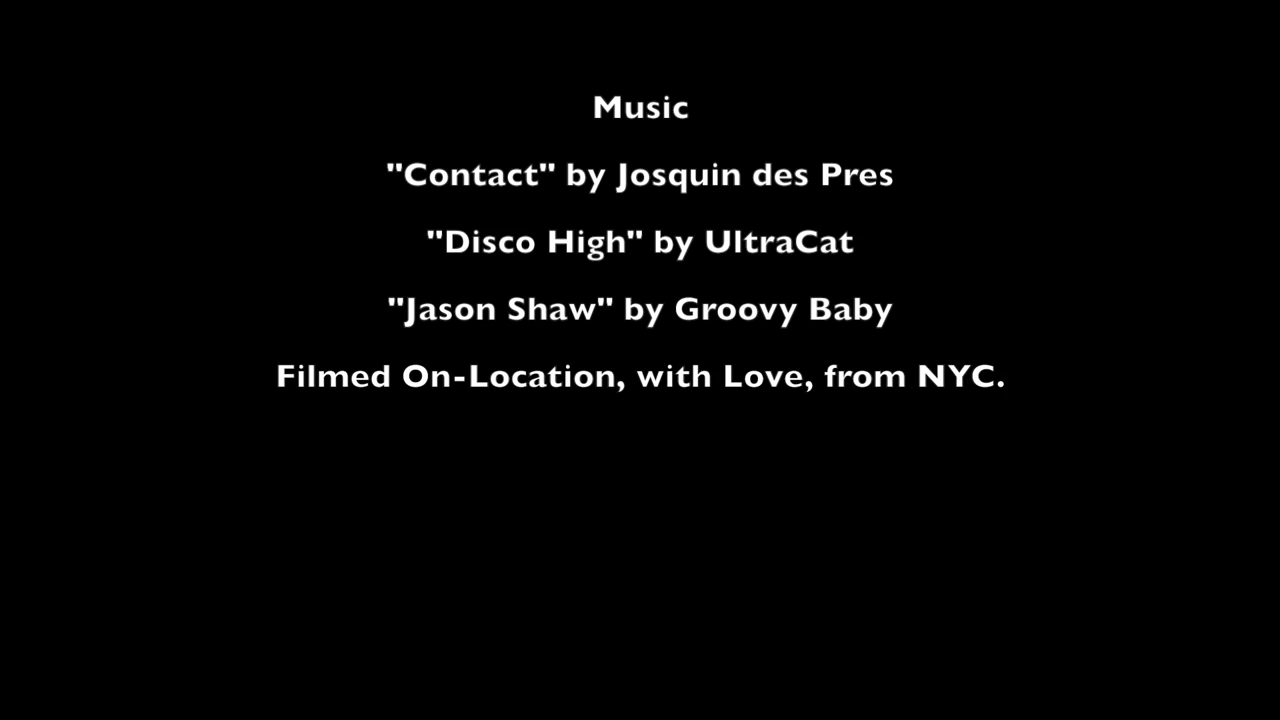 Music
"Contact" by Josquin des Pres
"Disco High" by UltraCat
"Jason Shaw" by Groovy Baby
Filmed On-Location, with Love, from NYC.